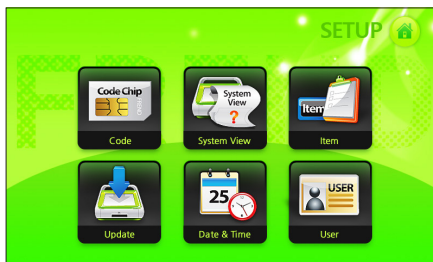 SETUP
Code Chip
System
View
?
Item
Code
System View
Item
25
USER
Update
Date & Time
User